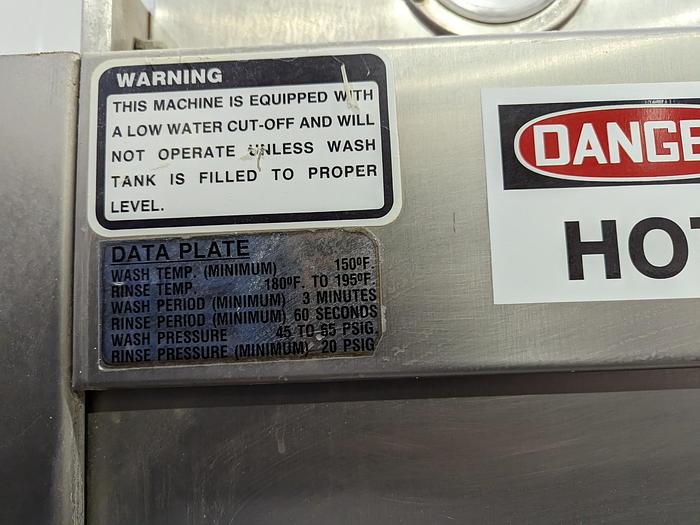 WARNING
THIS MACHINE IS EQUIPPED WITH
A LOW WATER CUT-OFF AND WILL
NOT OPERATE UNLESS WASH
TANK IS FILLED TO PROPER
LEVEL.
DATA PLATE
WASH TEMP. (MINIMUM) 150ºF.
RINSE TEMP. 180ºF. TO 195ºF.
WASH PERIOD (MINIMUM) 3 MINUTES
RINSE PERIOD (MINIMUM) 60 SECONDS
WASH PRESSURE 45 TO 55 PSIG.
RINSE PRESSURE (MINIMUM) 20 PSIG
DANGE
HOT